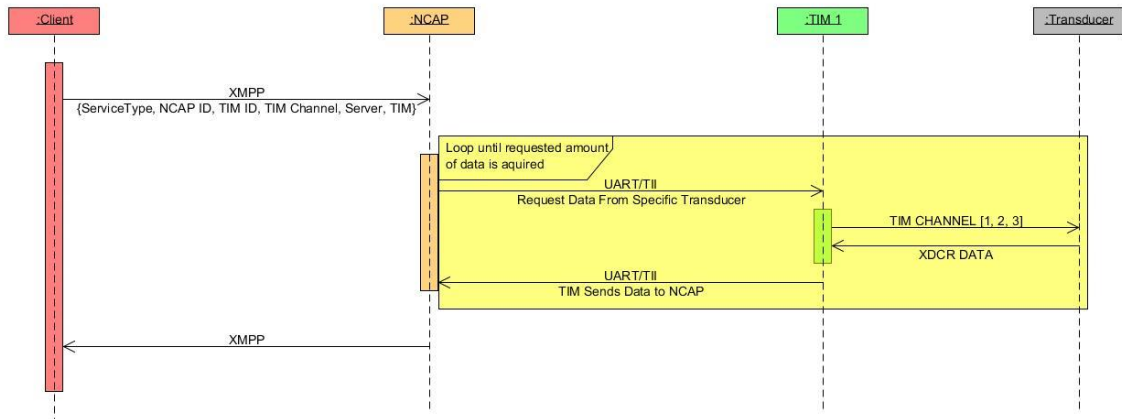 :Client
:NCAP
:TIM 1
:Transducer
XMPP
{ServiceType, NCAP ID, TIM ID, TIM Channel, Server, TIM}
Loop until requested amount
of data is aquired
UART/TII
Request Data From Specific Transducer
TIM CHANNEL [1, 2, 3]
XDCR DATA
UART/TII
TIM Sends Data to NCAP
XMPP